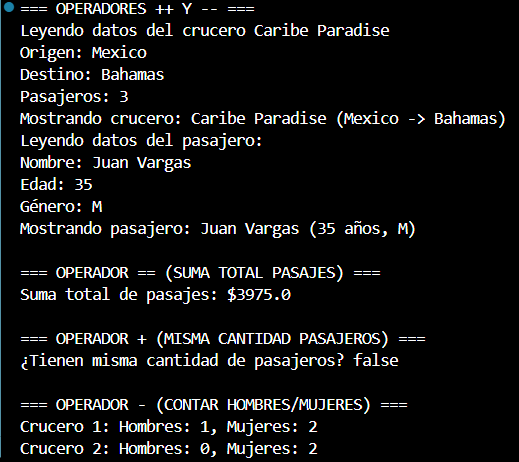 === OPERADORES ++ Y -- ===
Leyendo datos del crucero Caribe Paradise
Origen: Mexico
Destino: Bahamas
Pasajeros: 3
Mostrando crucero: Caribe Paradise (Mexico -> Bahamas)
Leyendo datos del pasajero:
Nombre: Juan Vargas
Edad: 35
Género: M
Mostrando pasajero: Juan Vargas (35 años, M)

=== OPERADOR == (SUMA TOTAL PASAJES) ===
Suma total de pasajes: $3975.0

=== OPERADOR + (MISMA CANTIDAD PASAJEROS) ===
¿Tienen misma cantidad de pasajeros? false

=== OPERADOR - (CONTAR HOMBRES/MUJERES) ===
Crucero 1: Hombres: 1, Mujeres: 2
Crucero 2: Hombres: 0, Mujeres: 2